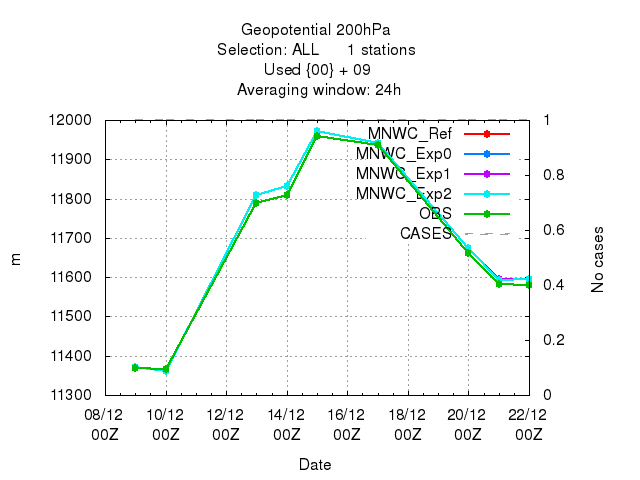 Geopotential 200hPa
Selection: ALL 1 stations
Used {00} + 09
Averaging window: 24h
12000
11900
11800
11700
11600
11500
11400
11300
m
1
0.8
0.6
0.4
0.2
0
No cases
MNWC_Ref
MNWC_Exp0
MNWC_Exp1
MNWC_Exp2
OBS
CASES
08/12 10/12 12/12 14/12 16/12 18/12 20/12 22/12
00Z 00Z 00Z 00Z 00Z 00Z 00Z 00Z
Date